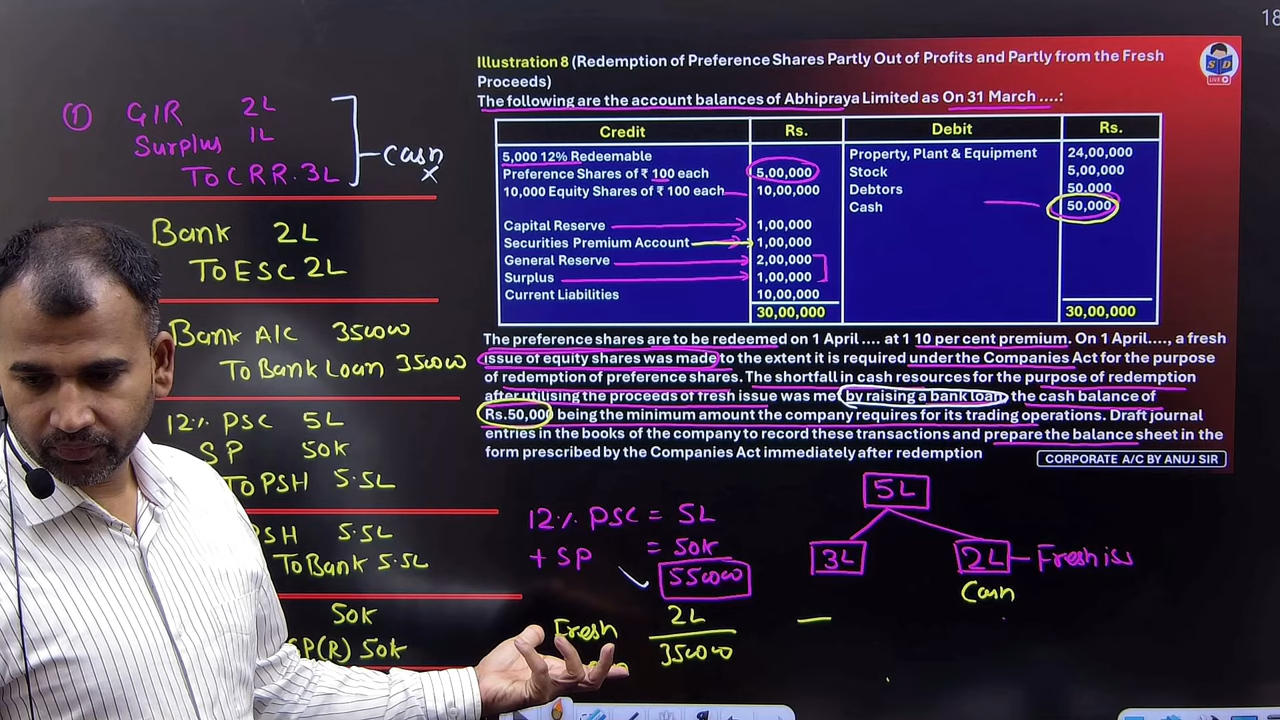 18
① G/R 2L
Surplus 1L
To CRR. 3L
Cash
×
Bank 2L
To ESC 2L
Bank A/c 350000
To Bank Loan 350000
12% PSC 5L
SP 50K
To PSH 5.5L
PSH 5.5L
To Bank 5.5L
50K
SP(R) 50K
Illustration 8 (Redemption of Preference Shares Partly Out of Profits and Partly from the Fresh
Proceeds)
The following are the account balances of Abhipraya Limited as On 31 March ....:
SD
LIVE
Credit Rs. Debit Rs.
5,000 12% Redeemable Property, Plant & Equipment 24,00,000
Preference Shares of ₹ 100 each 5,00,000 Stock 5,00,000
10,000 Equity Shares of ₹ 100 each 10,00,000 Debtors 50,000
Cash 50,000
Capital Reserve 1,00,000
Securities Premium Account 1,00,000
General Reserve 2,00,000
Surplus 1,00,000
Current Liabilities 10,00,000
30,00,000 30,00,000
The preference shares are to be redeemed on 1 April .... at 1 10 per cent premium. On 1 April...., a fresh
issue of equity shares was made to the extent it is required under the Companies Act for the purpose
of redemption of preference shares. The shortfall in cash resources for the purpose of redemption
after utilising the proceeds of fresh issue was met by raising a bank loan, the cash balance of
Rs.50,000 being the minimum amount the company requires for its trading operations. Draft journal
entries in the books of the company to record these transactions and prepare the balance sheet in the
form prescribed by the Companies Act immediately after redemption
CORPORATE A/C BY ANUJ SIR
12% PSC = 5L
+ SP = 50K
550000
Fresh 2L
350000
5L
3L 2L Fresh iss
Cash